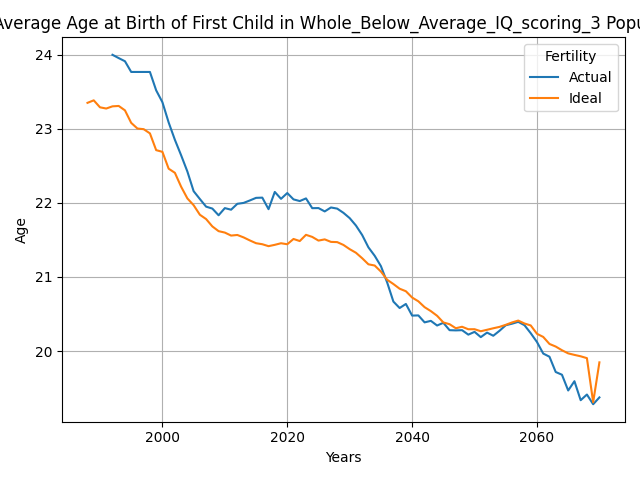 Average Age at Birth of First Child in Whole_Below_Average_IQ_scoring_3 Popu
Fertility
Actual
Ideal
24
23
22
21
20
Age
2000 2020 2040 2060
Years